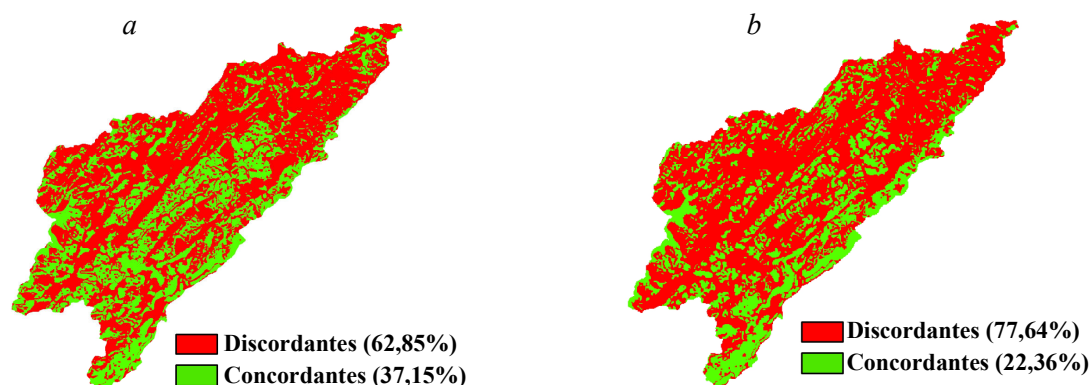 a
b
Discordantes (62,85%)
Concordantes (37,15%)
Discordantes (77,64%)
Concordantes (22,36%)